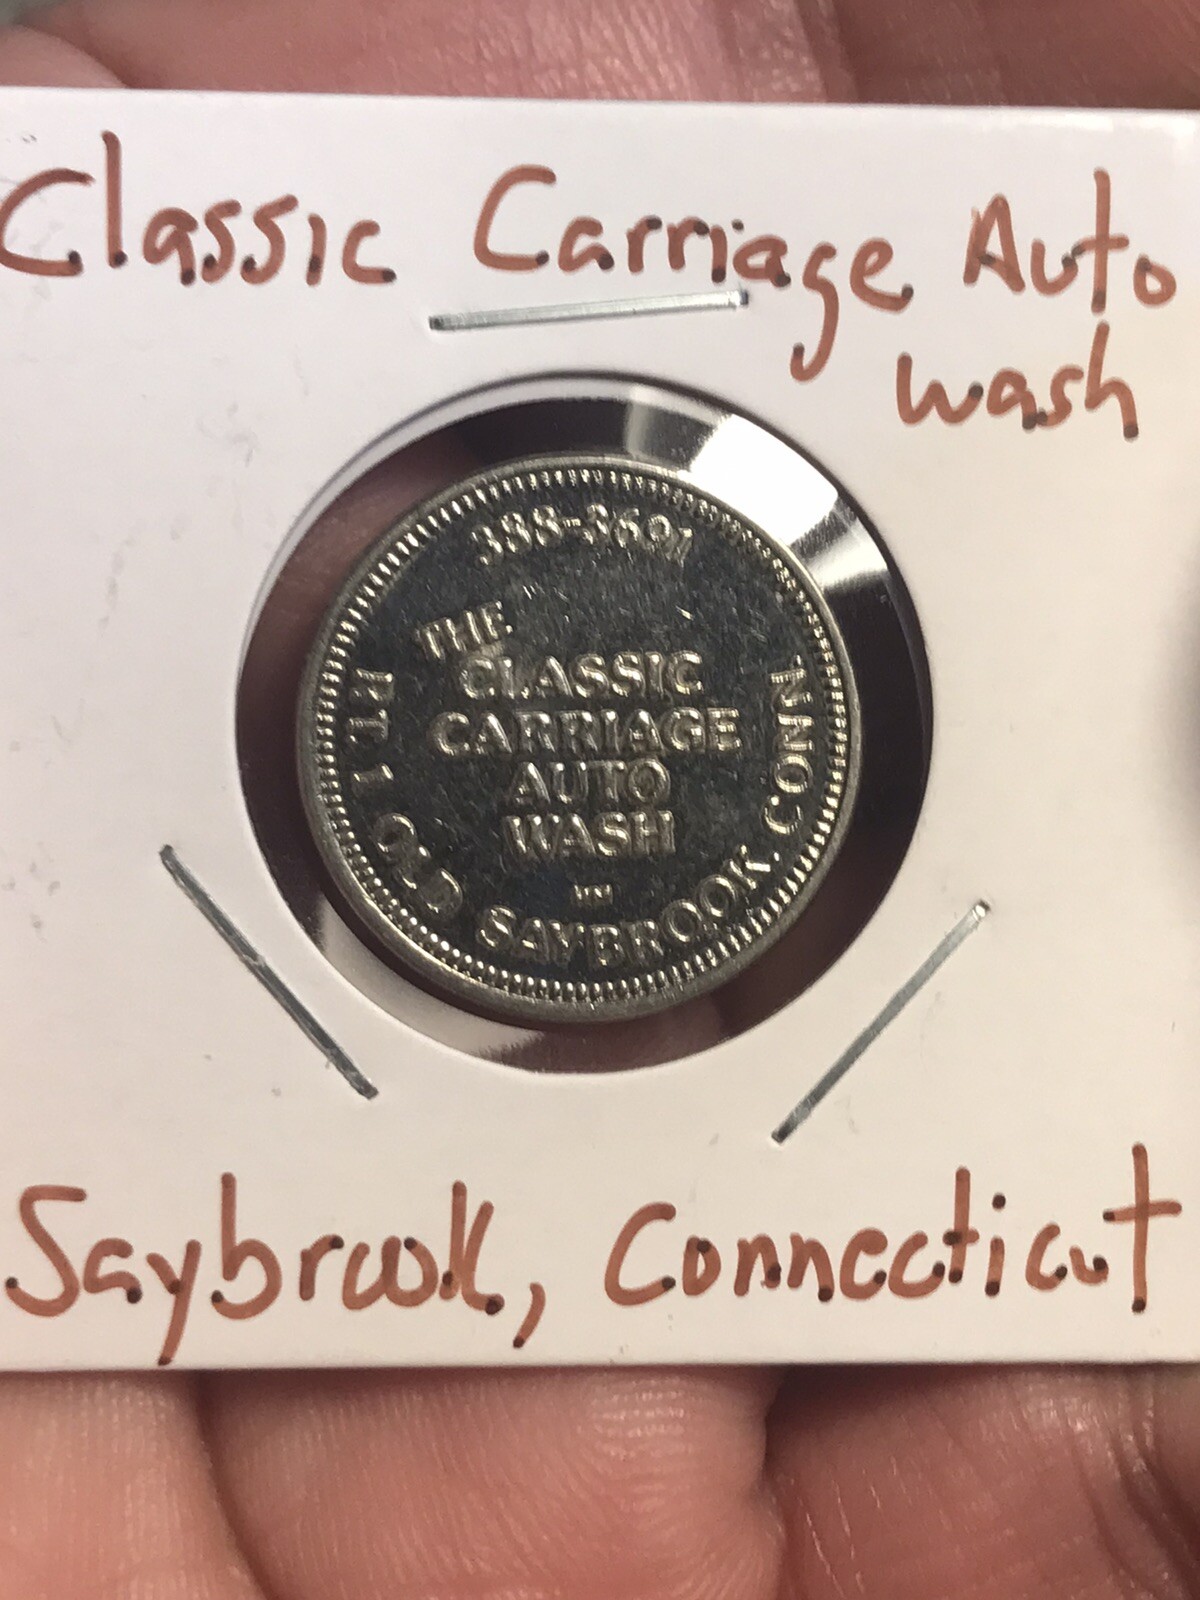 Classic Carriage Auto
wash
388-3691
THE
CLASSIC
CARRIAGE
AUTO
WASH
RT. 1 OLD SAYBROOK, CONN.
Saybrook, Connecticut